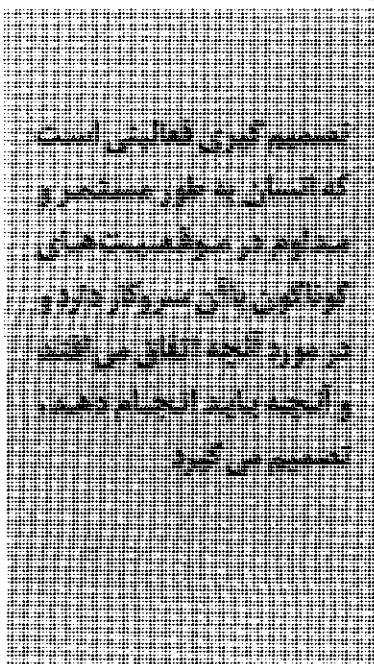 تصمیم گیری فعالیتی است
که انسان به طور مستمر و
مداوم در موقعیت‌های
گوناگون با آن سروکار دارد و
در مورد آنچه اتفاق می افتد
و آنچه باید انجام دهد،
تصمیم می گیرد